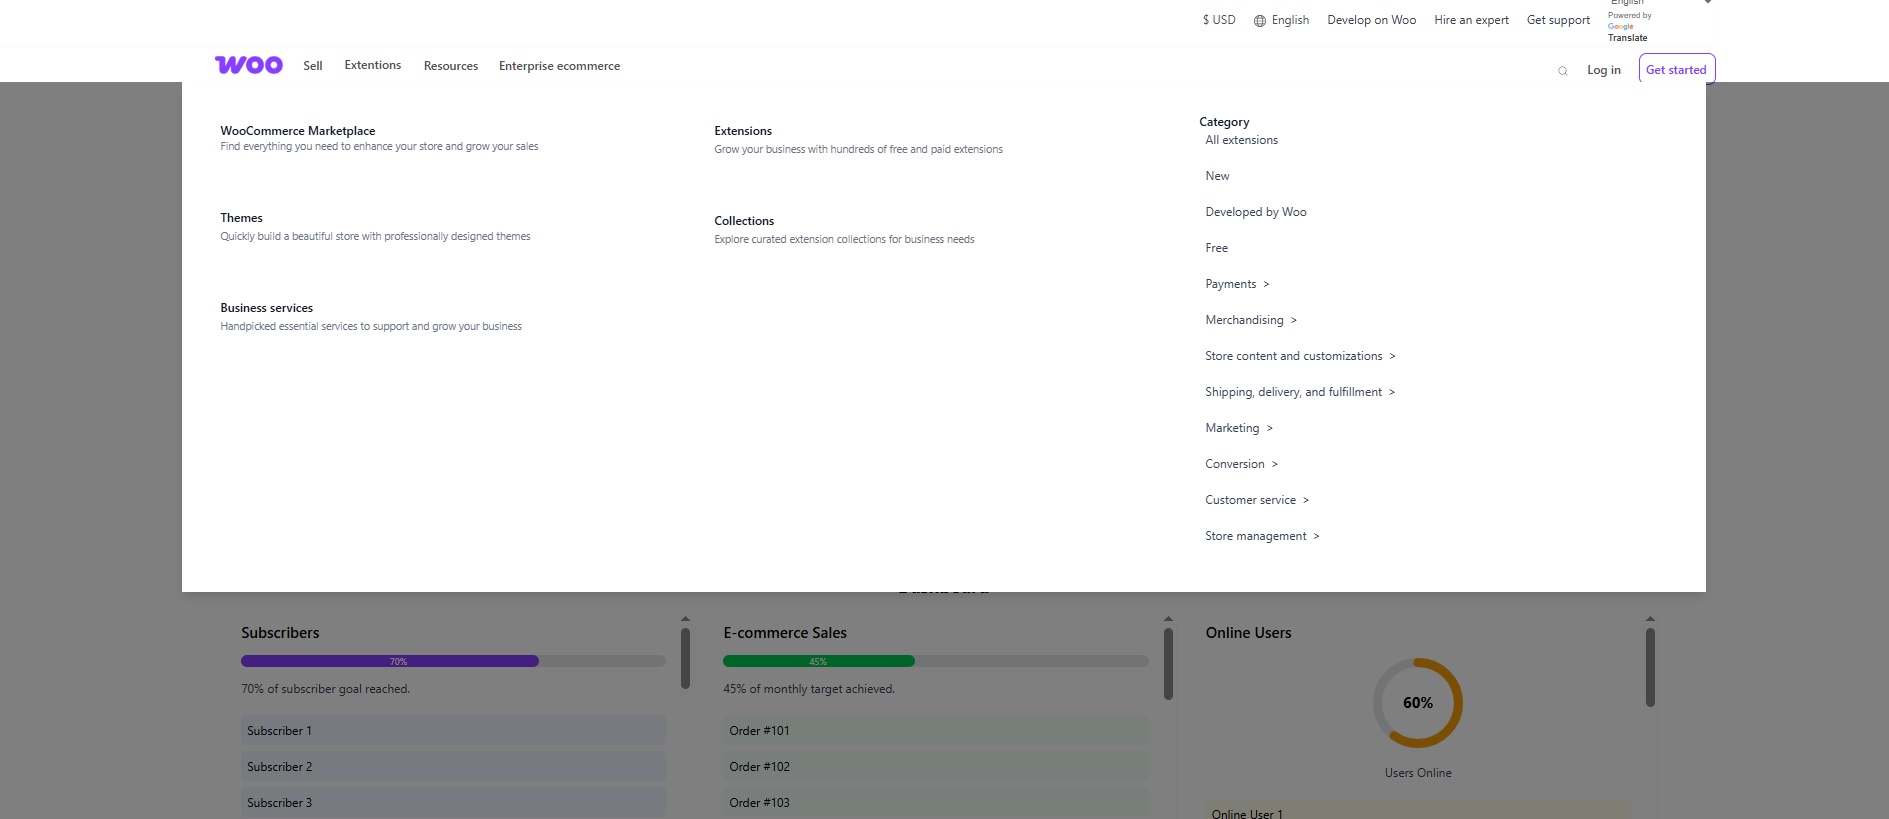 English
$ USD English Develop on Woo Hire an expert Get support
Powered by
Google
Translate
WOO Sell Extentions Resources Enterprise ecommerce
Log in Get started
WooCommerce Marketplace
Find everything you need to enhance your store and grow your sales
Themes
Quickly build a beautiful store with professionally designed themes
Business services
Handpicked essential services to support and grow your business
Extensions
Grow your business with hundreds of free and paid extensions
Collections
Explore curated extension collections for business needs
Category
All extensions
New
Developed by Woo
Free
Payments >
Merchandising >
Store content and customizations >
Shipping, delivery, and fulfillment >
Marketing >
Conversion >
Customer service >
Store management >
Subscribers
70%
70% of subscriber goal reached.
Subscriber 1
Subscriber 2
Subscriber 3
E-commerce Sales
45%
45% of monthly target achieved.
Order #101
Order #102
Order #103
Online Users
60%
Users Online
Online User 1